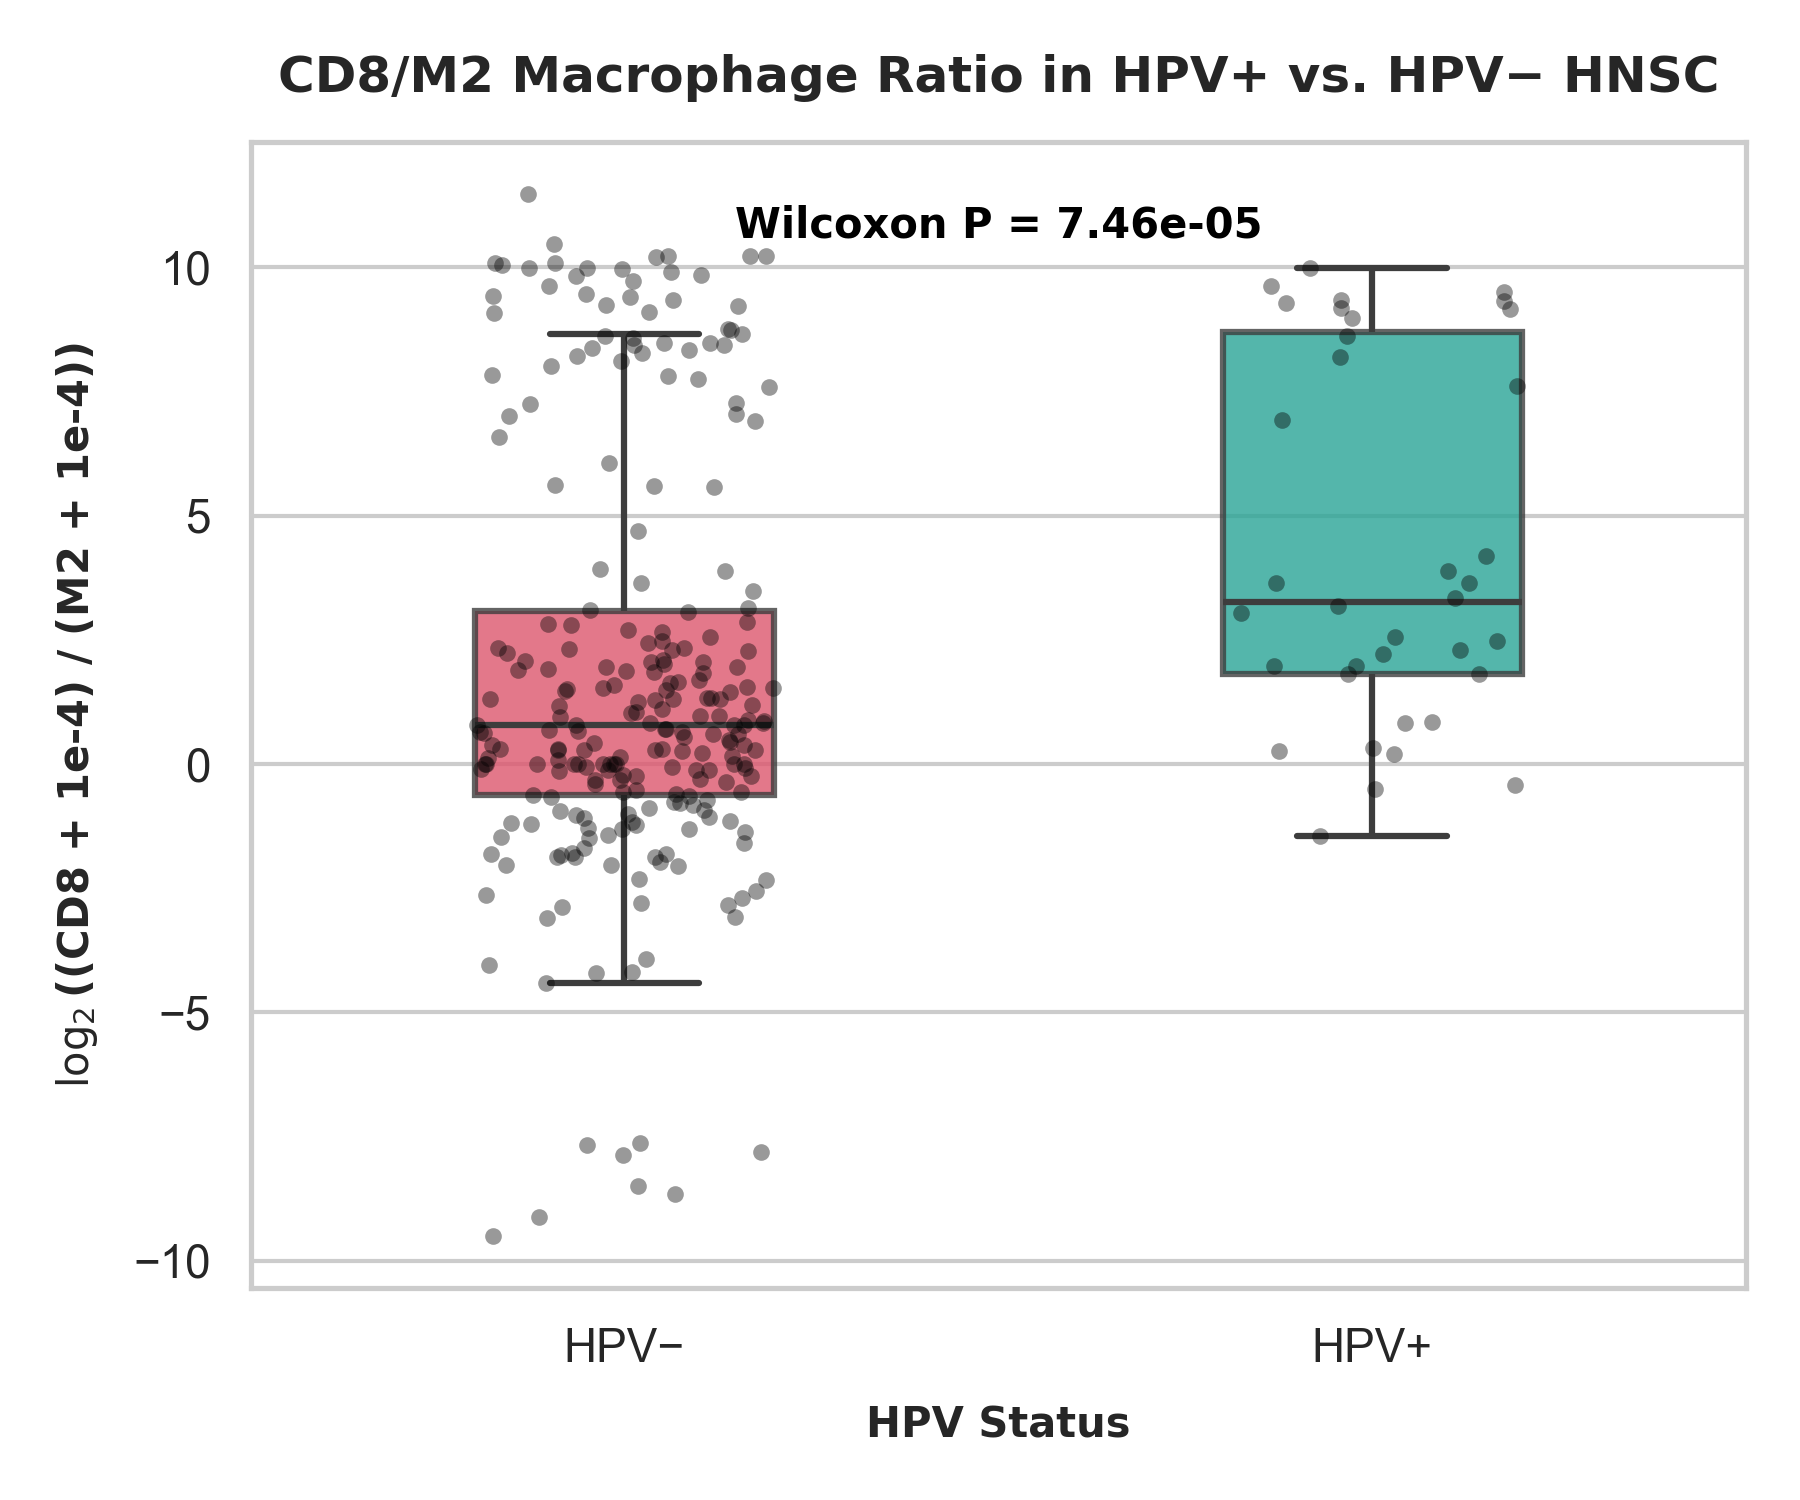 CD8/M2 Macrophage Ratio in HPV+ vs. HPV− HNSC
Wilcoxon P = 7.46e-05
log₂ ((CD8 + 1e-4) / (M2 + 1e-4))
10
5
0
−5
−10
HPV−
HPV+
HPV Status